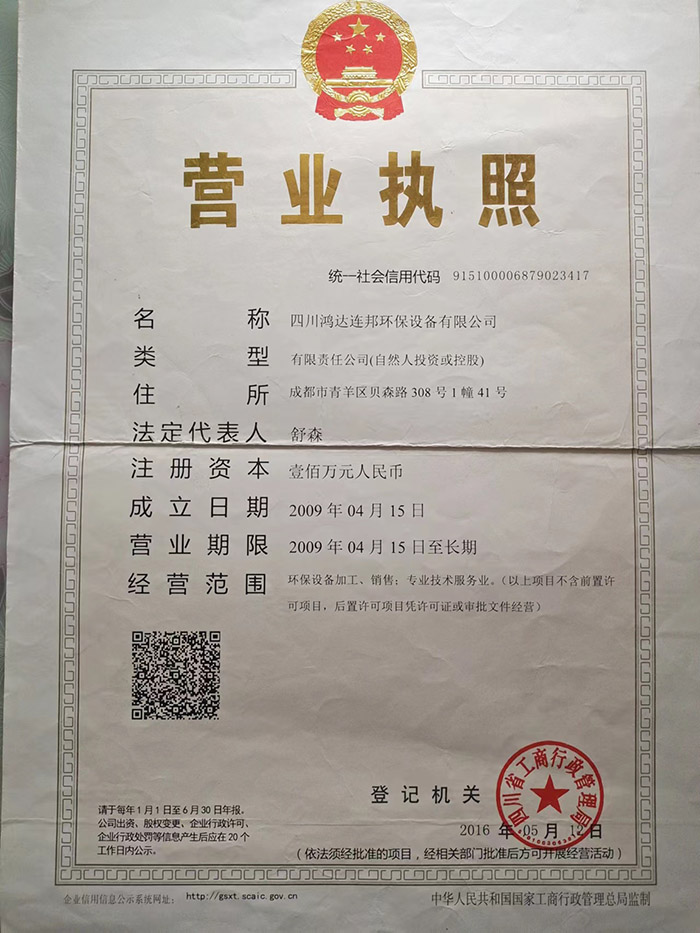 营业执照
统一社会信用代码 915100006879023417
名称 四川鸿达连邦环保设备有限公司
类型 有限责任公司(自然人投资或控股)
住所 成都市青羊区贝森路308号1幢41号
法定代表人 舒森
注册资本 壹佰万元人民币
成立日期 2009年04月15日
营业期限 2009年04月15日至长期
经营范围 环保设备加工、销售；专业技术服务业。（以上项目不含前置许
可项目，后置许可项目凭许可证或审批文件经营）
登记机关
四川省工商行政管理局
2016年05月12日
请于每年1月1日至6月30日年报。
公司出资、股权变更、企业行政许可、
企业行政处罚等信息产生后应在20个
工作日内公示。
（依法须经批准的项目，经相关部门批准后方可开展经营活动）
企业信用信息公示系统网址： http://gsxt.scaic.gov.cn
中华人民共和国国家工商行政管理总局监制